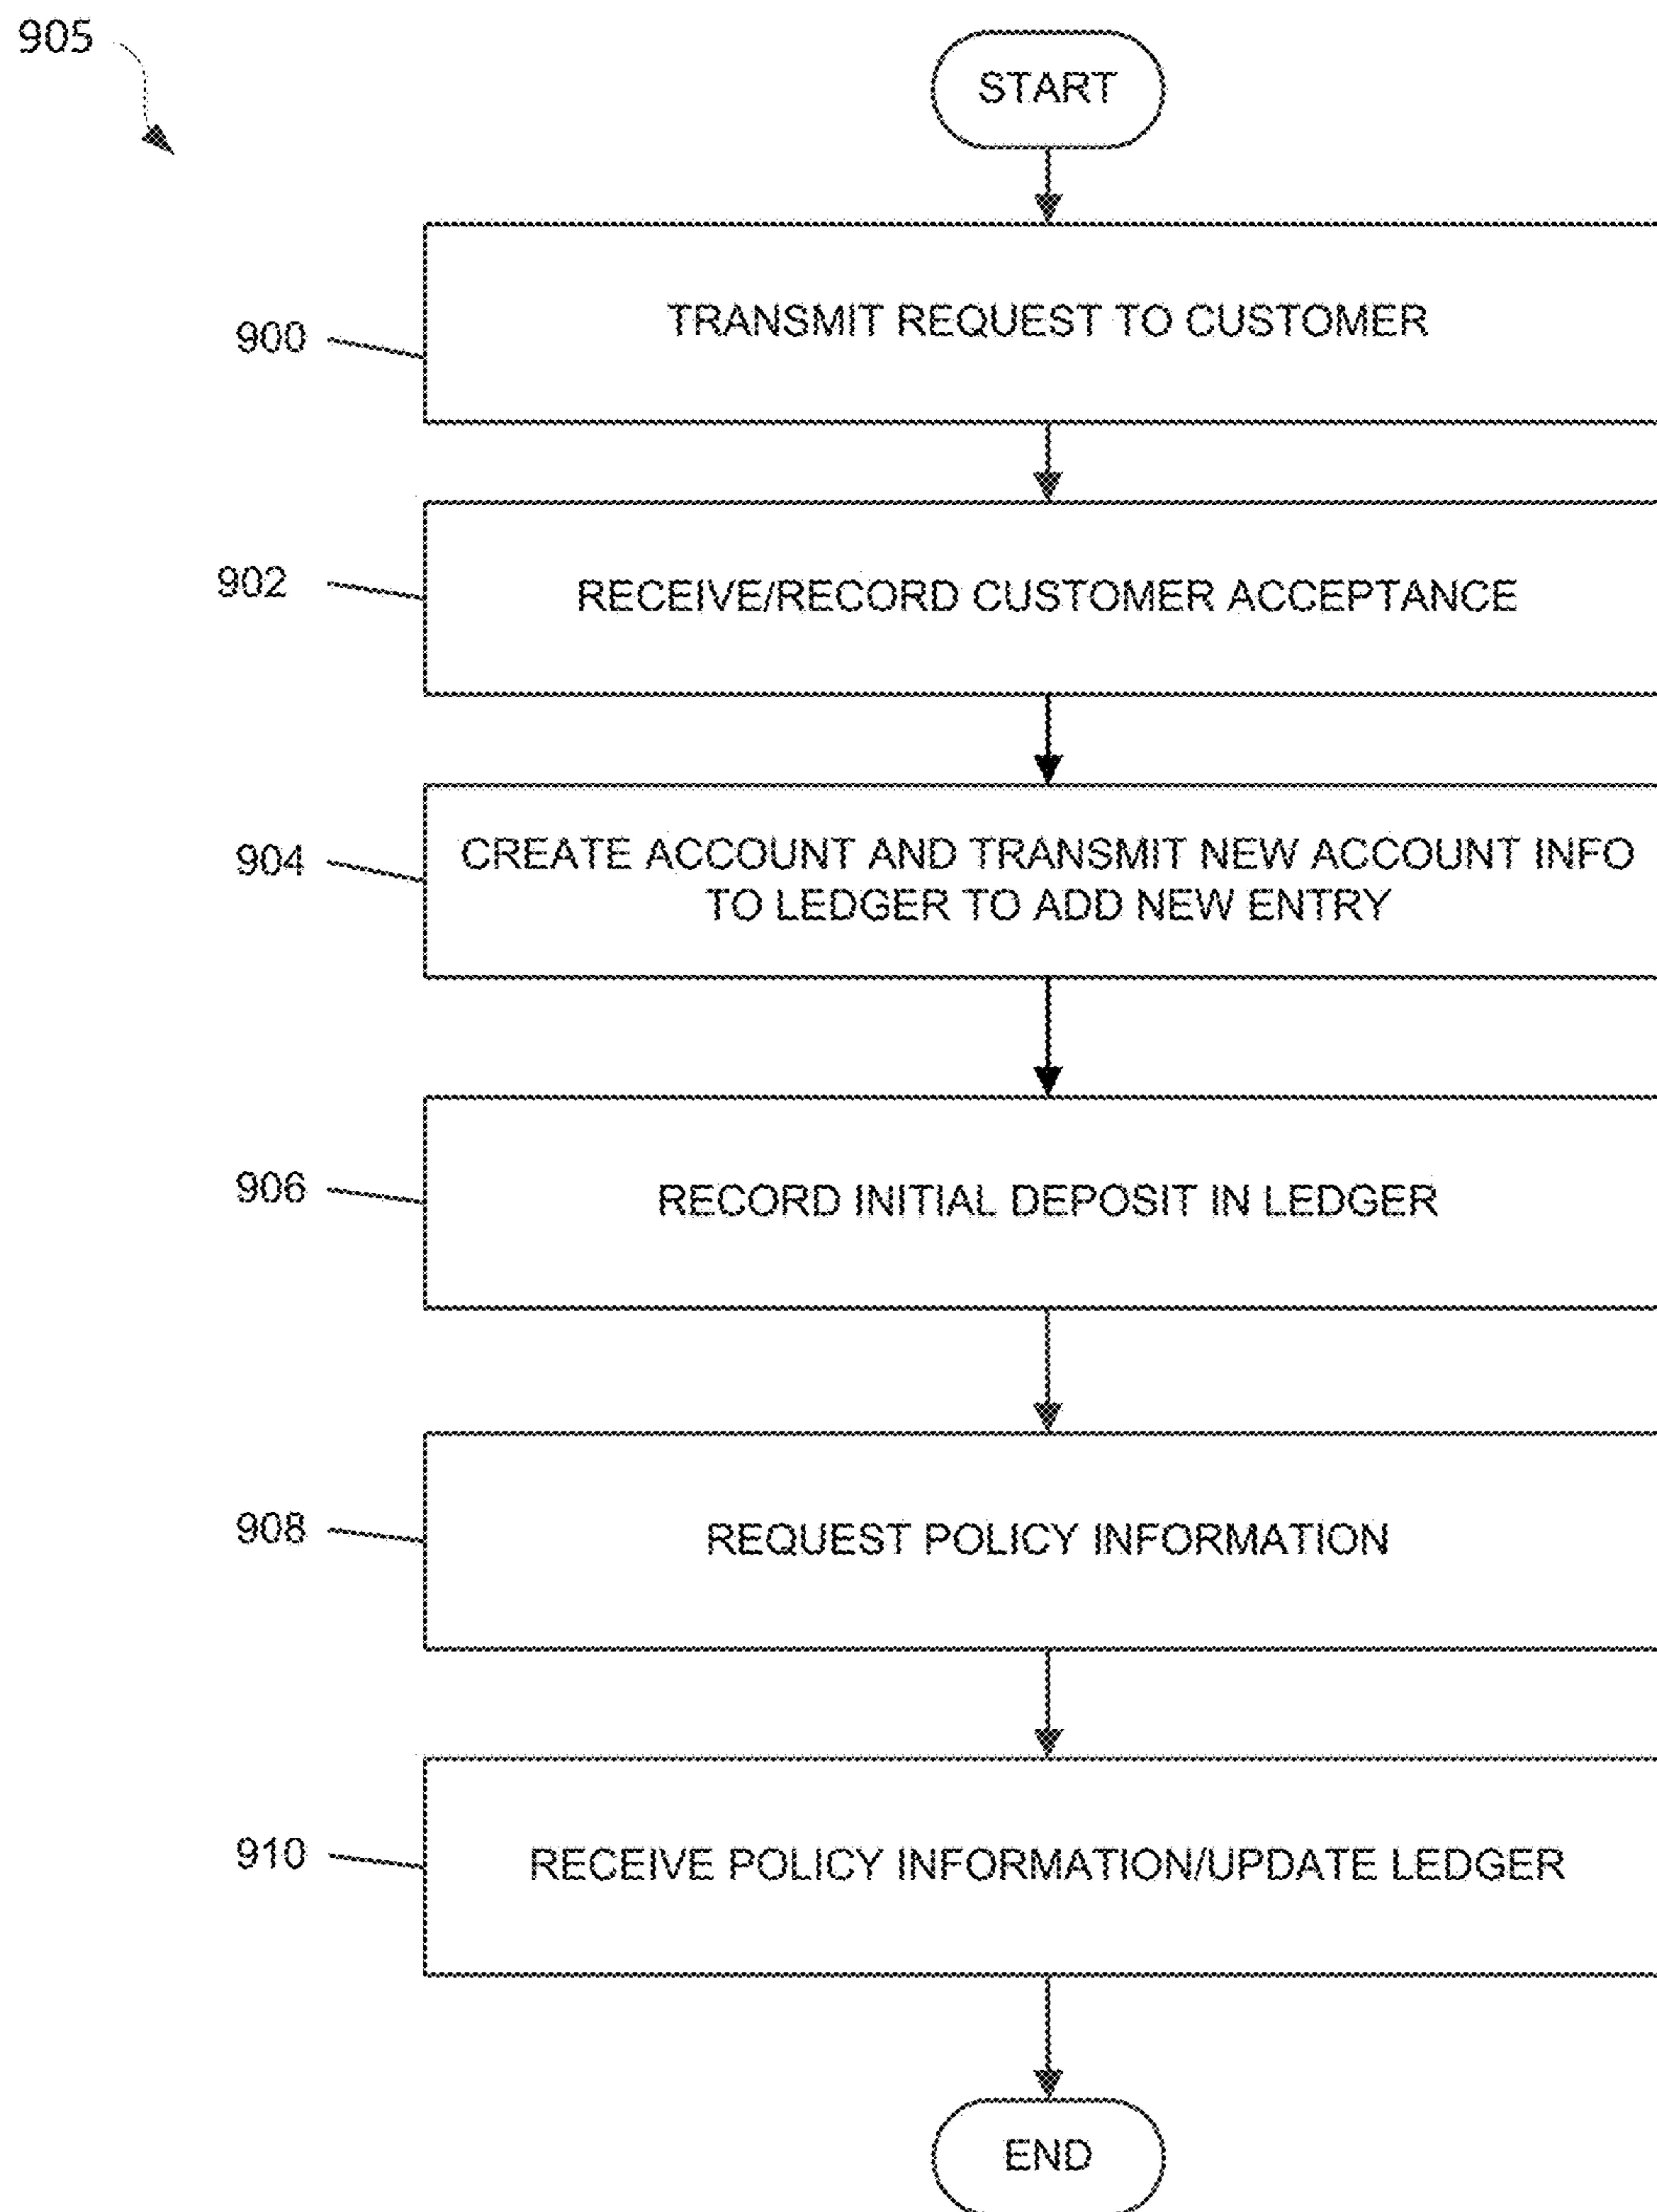 905
START
900
TRANSMIT REQUEST TO CUSTOMER
902
RECEIVE/RECORD CUSTOMER ACCEPTANCE
904
CREATE ACCOUNT AND TRANSMIT NEW ACCOUNT INFO
TO LEDGER TO ADD NEW ENTRY
906
RECORD INITIAL DEPOSIT IN LEDGER
908
REQUEST POLICY INFORMATION
910
RECEIVE POLICY INFORMATION/UPDATE LEDGER
END